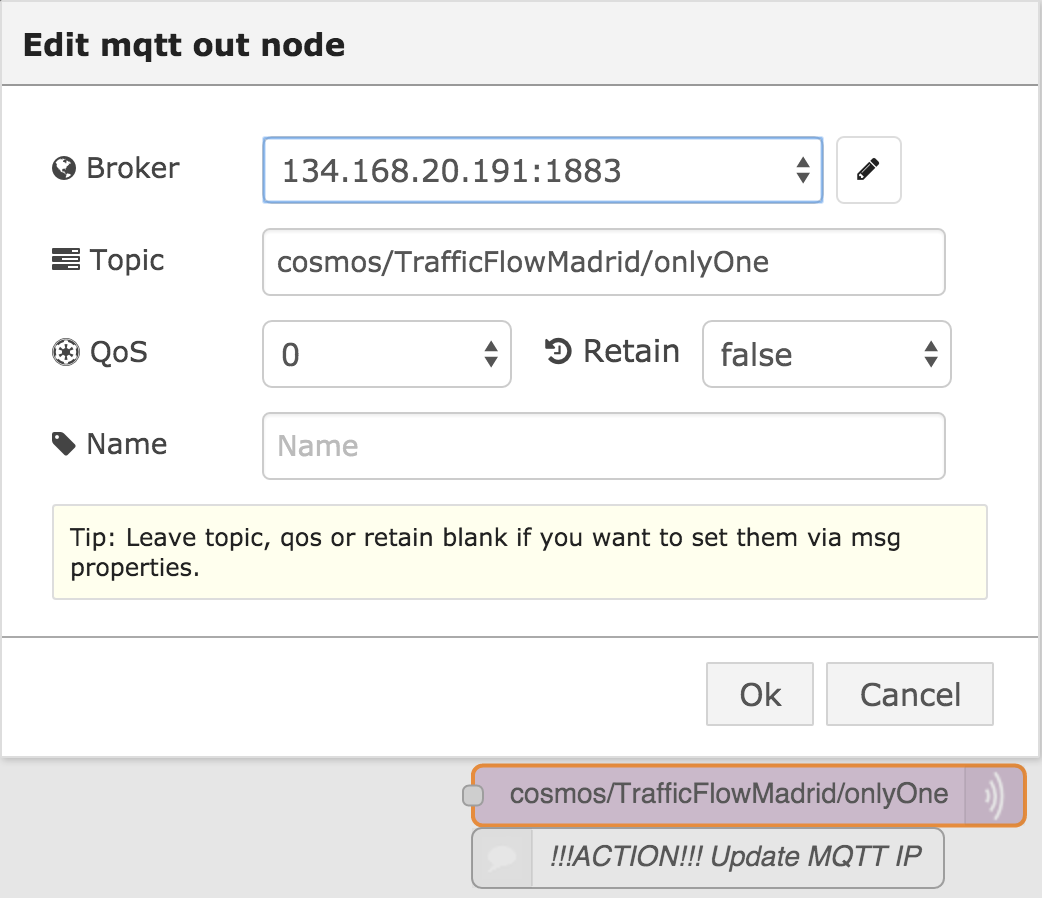 Edit mqtt out node
Broker 134.168.20.191:1883
Topic cosmos/TrafficFlowMadrid/onlyOne
QoS 0 Retain false
Name Name
Tip: Leave topic, qos or retain blank if you want to set them via msg
properties.
Ok Cancel
cosmos/TrafficFlowMadrid/onlyOne
!!!ACTION!!! Update MQTT IP